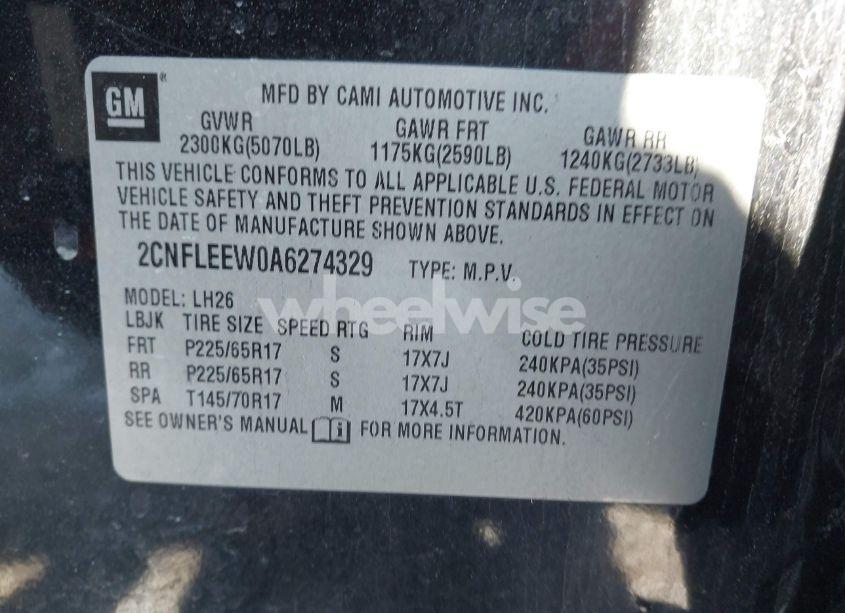 GM ®
MFD BY CAMI AUTOMOTIVE INC.
GVWR GAWR FRT GAWR RR
2300KG(5070LB) 1175KG(2590LB) 1240KG(2733LB)
THIS VEHICLE CONFORMS TO ALL APPLICABLE U.S. FEDERAL MOTOR
VEHICLE SAFETY AND THEFT PREVENTION STANDARDS IN EFFECT ON
THE DATE OF MANUFACTURE SHOWN ABOVE.
2CNFLEEW0A6274329 TYPE: M.P.V.
MODEL: LH26
wheelwise
LBJK TIRE SIZE SPEED RTG RIM COLD TIRE PRESSURE
FRT P225/65R17 S 17X7J 240KPA(35PSI)
RR P225/65R17 S 17X7J 240KPA(35PSI)
SPA T145/70R17 M 17X4.5T 420KPA(60PSI)
SEE OWNER'S MANUAL i FOR MORE INFORMATION.